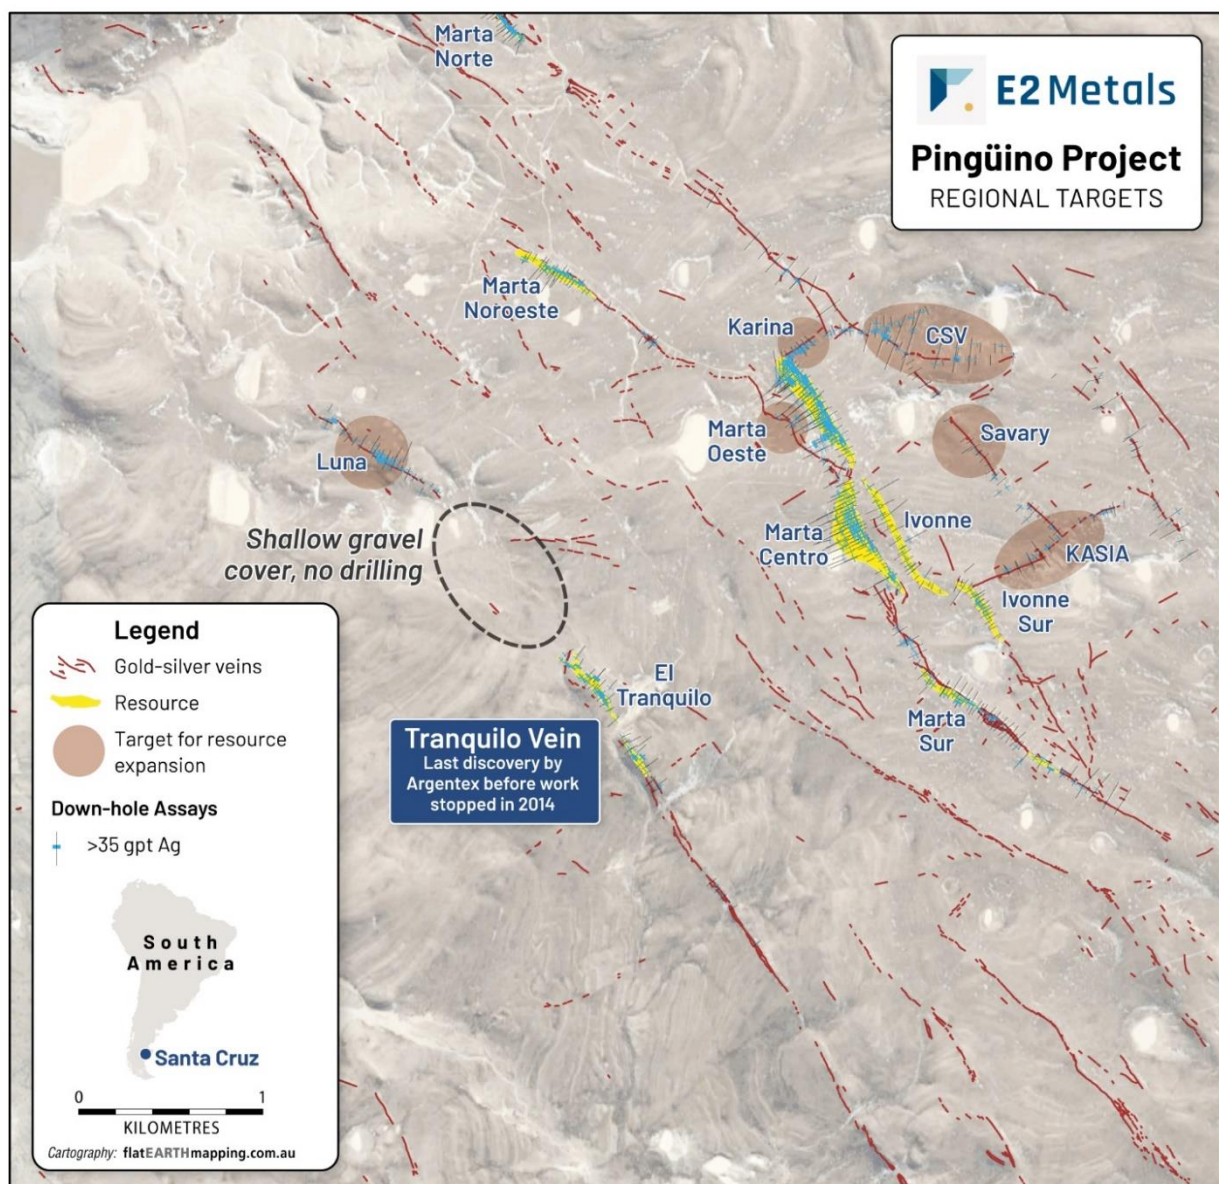 Marta
Norte
E2 Metals
Pingüino Project
REGIONAL TARGETS
Marta
Noroeste
Karina
CSV
Marta
Oeste
Savary
Luna
Shallow gravel
cover, no drilling
Marta
Centro
Ivonne
KASIA
Ivonne
Sur
El
Tranquilo
Marta
Sur
Tranquilo Vein
Last discovery by
Argentex before work
stopped in 2014
Legend
Gold-silver veins
Resource
Target for resource
expansion
Down-hole Assays
>35 gpt Ag
South
America
Santa Cruz
0 1
KILOMETRES
Cartography: flatEARTHmapping.com.au